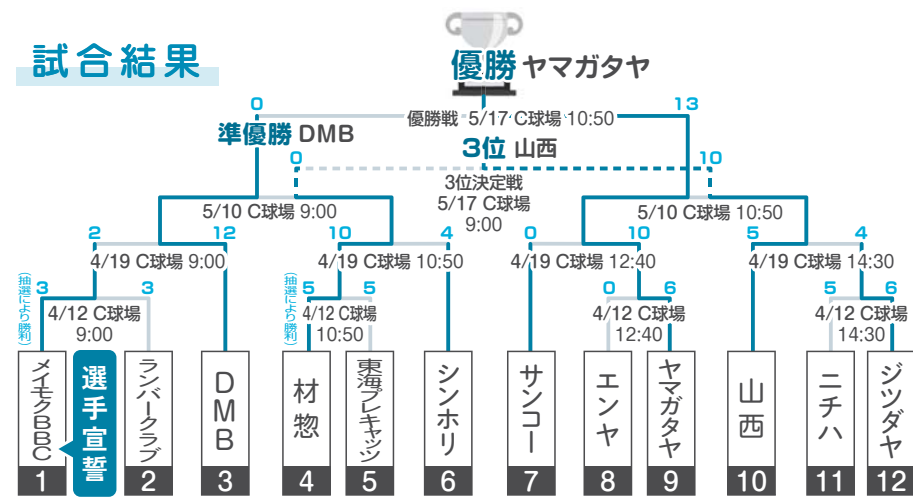 試合結果
優勝 ヤマガタヤ
0
13
優勝戦 5/17 C球場 10:50
準優勝 DMB
3位 山西
0
10
3位決定戦
5/17 C球場
9:00
5/10 C球場 9:00
5/10 C球場 10:50
2
12
10
4
0
10
5
4
4/19 C球場 9:00
4/19 C球場 10:50
4/19 C球場 12:40
4/19 C球場 14:30
(抽選により勝利)
3
3
(抽選により勝利)
5
5
0
6
5
6
4/12 C球場
9:00
4/12 C球場
10:50
4/12 C球場
12:40
4/12 C球場
14:30
メイモクBBC
選手宣誓
ランバークラブ
DMB
材惣
東海プレキャッジ
シンホリ
サンコー
エンヤ
ヤマガタヤ
山西
ニチハ
ジツダヤ
1
2
3
4
5
6
7
8
9
10
11
12